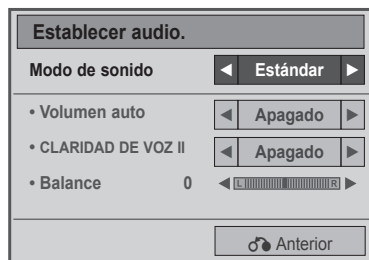 Establecer audio.
Modo de sonido ◄ Estándar ►
• Volumen auto ◄ Apagado ►
• CLARIDAD DE VOZ II ◄ Apagado ►
• Balance 0 ◄ L R ►
Anterior